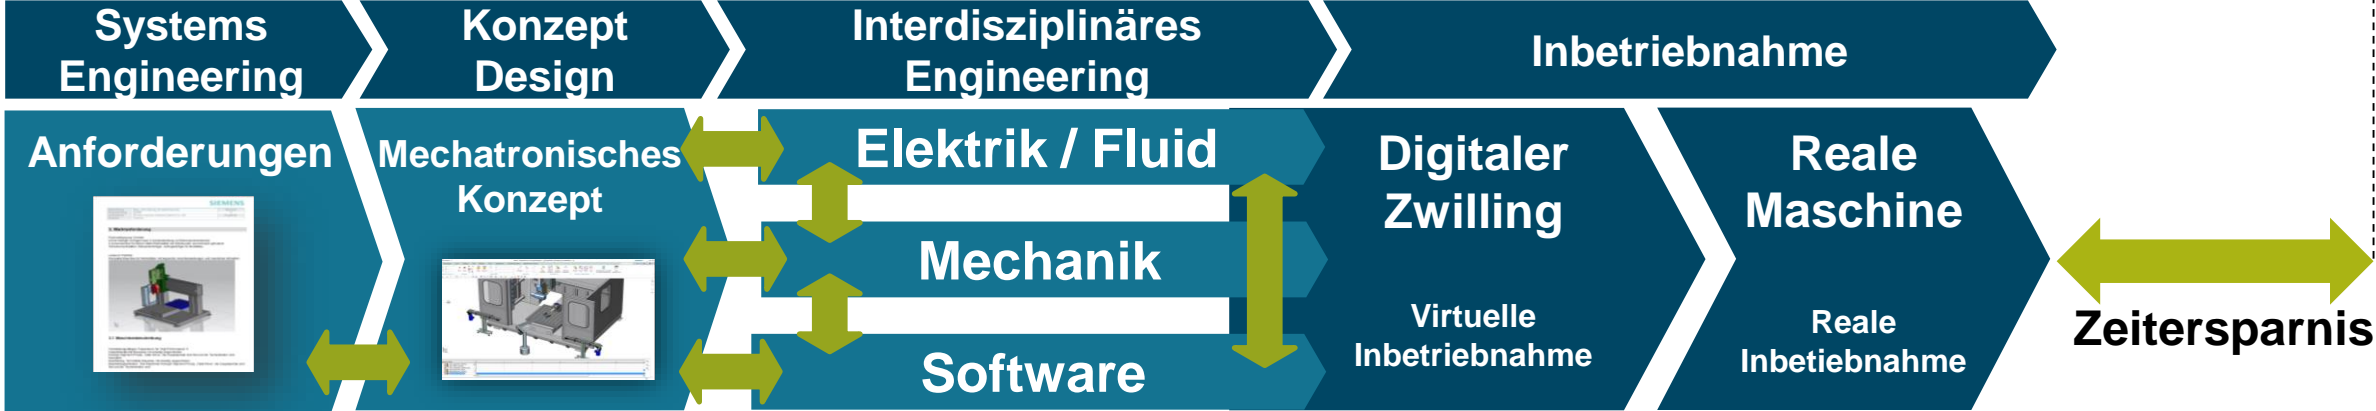 Systems
Engineering
Konzept
Design
Interdisziplinäres
Engineering
Inbetriebnahme
Anforderungen
SIEMENS
Mechatronisches
Konzept
Elektrik / Fluid
Mechanik
Software
Digitaler
Zwilling
Virtuelle
Inbetriebnahme
Reale
Maschine
Reale
Inbetiebnahme
Zeitersparnis